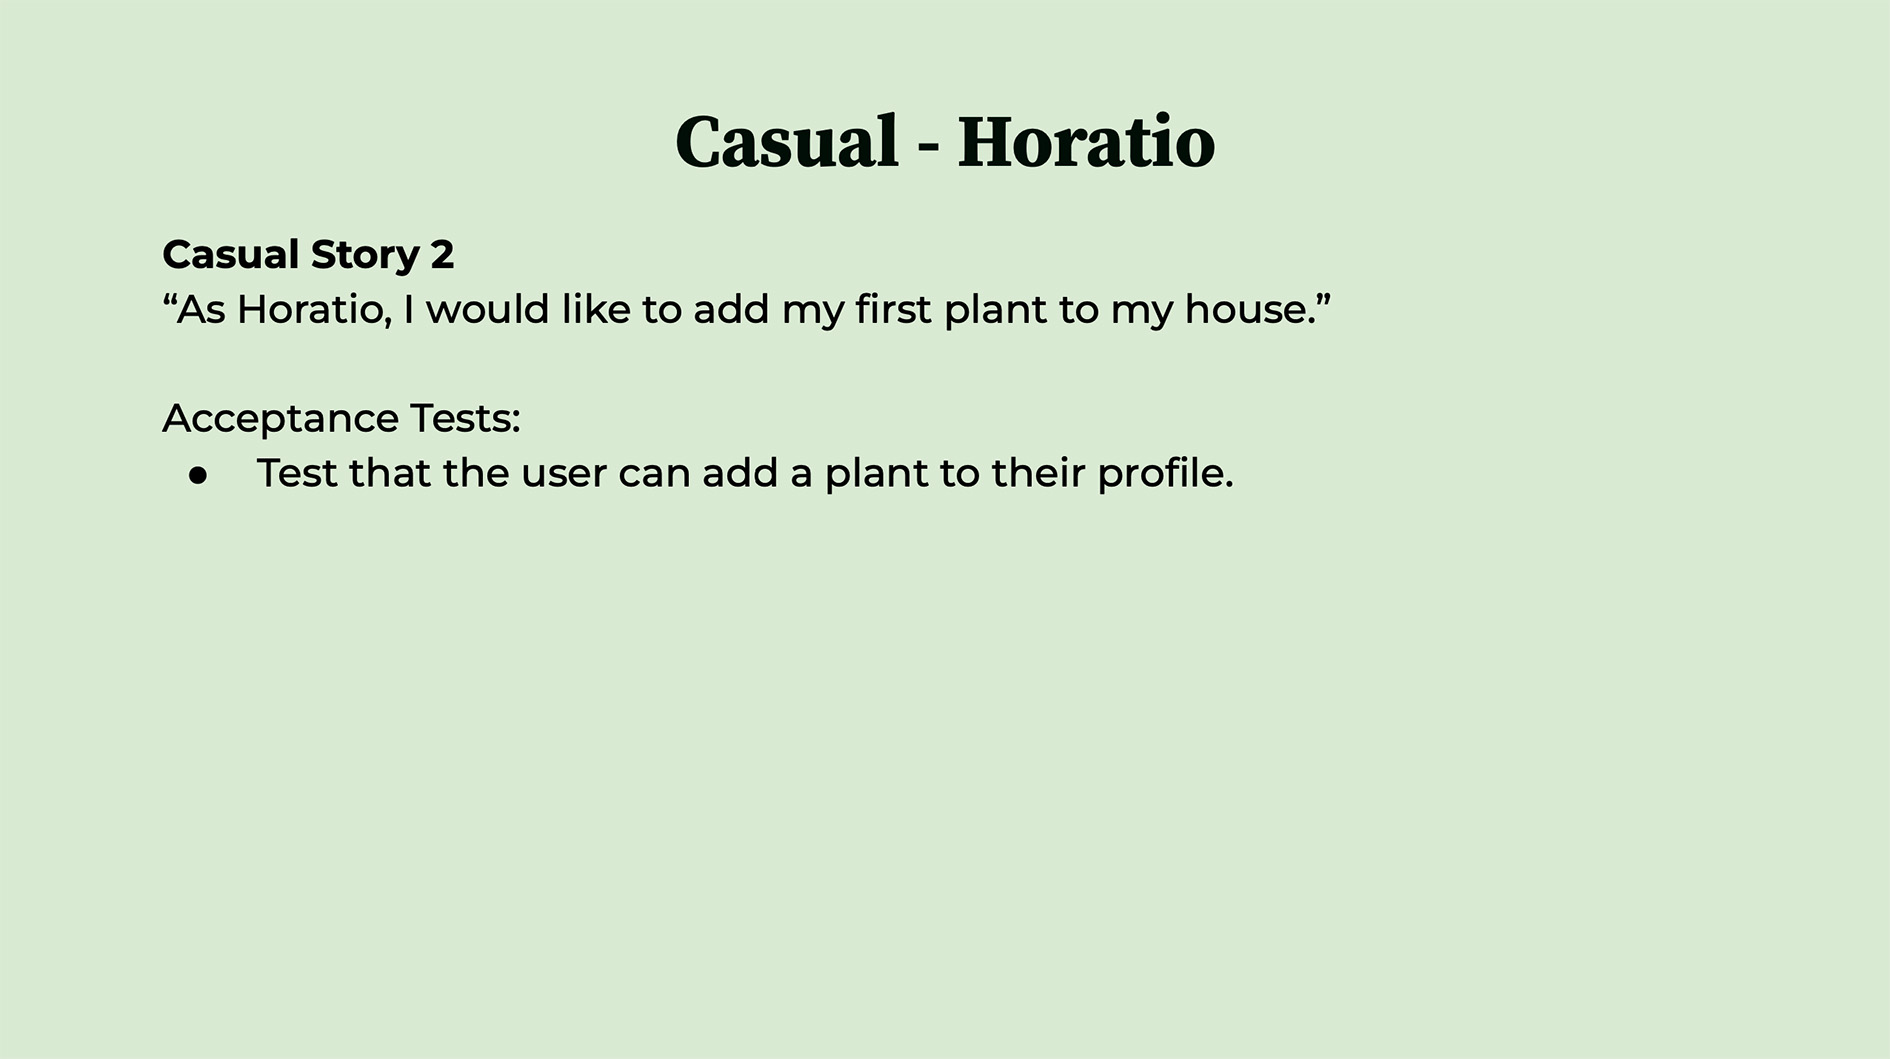 Casual - Horatio
Casual Story 2
“As Horatio, I would like to add my first plant to my house.”
Acceptance Tests:
● Test that the user can add a plant to their profile.